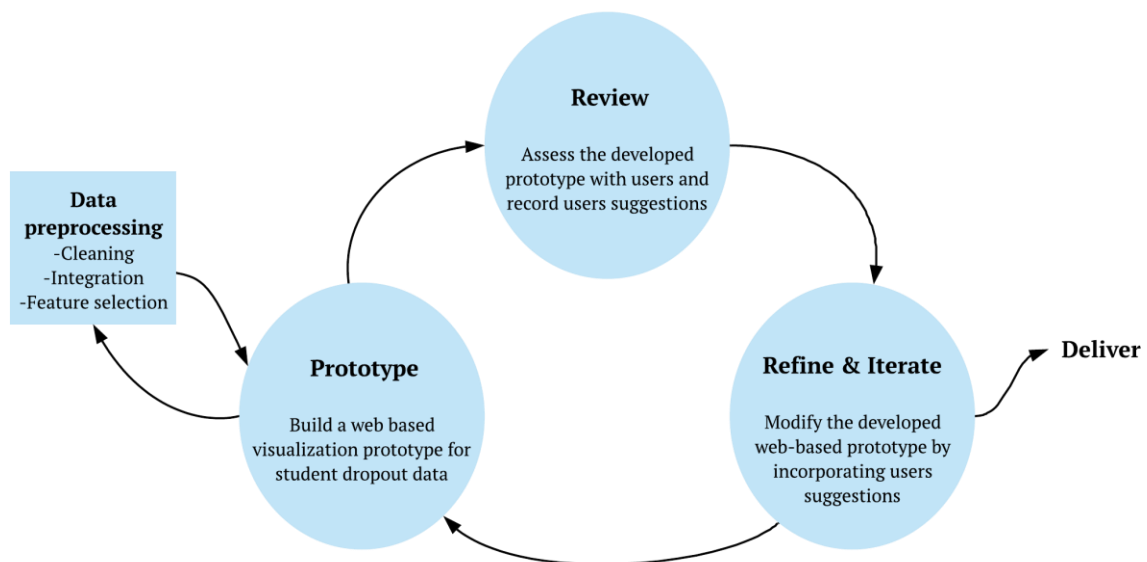 Review
Assess the developed
prototype with users and
record users suggestions
Data
preprocessing
-Cleaning
-Integration
-Feature selection
Prototype
Build a web based
visualization prototype for
student dropout data
Refine & Iterate
Modify the developed
web-based prototype by
incorporating users
suggestions
Deliver